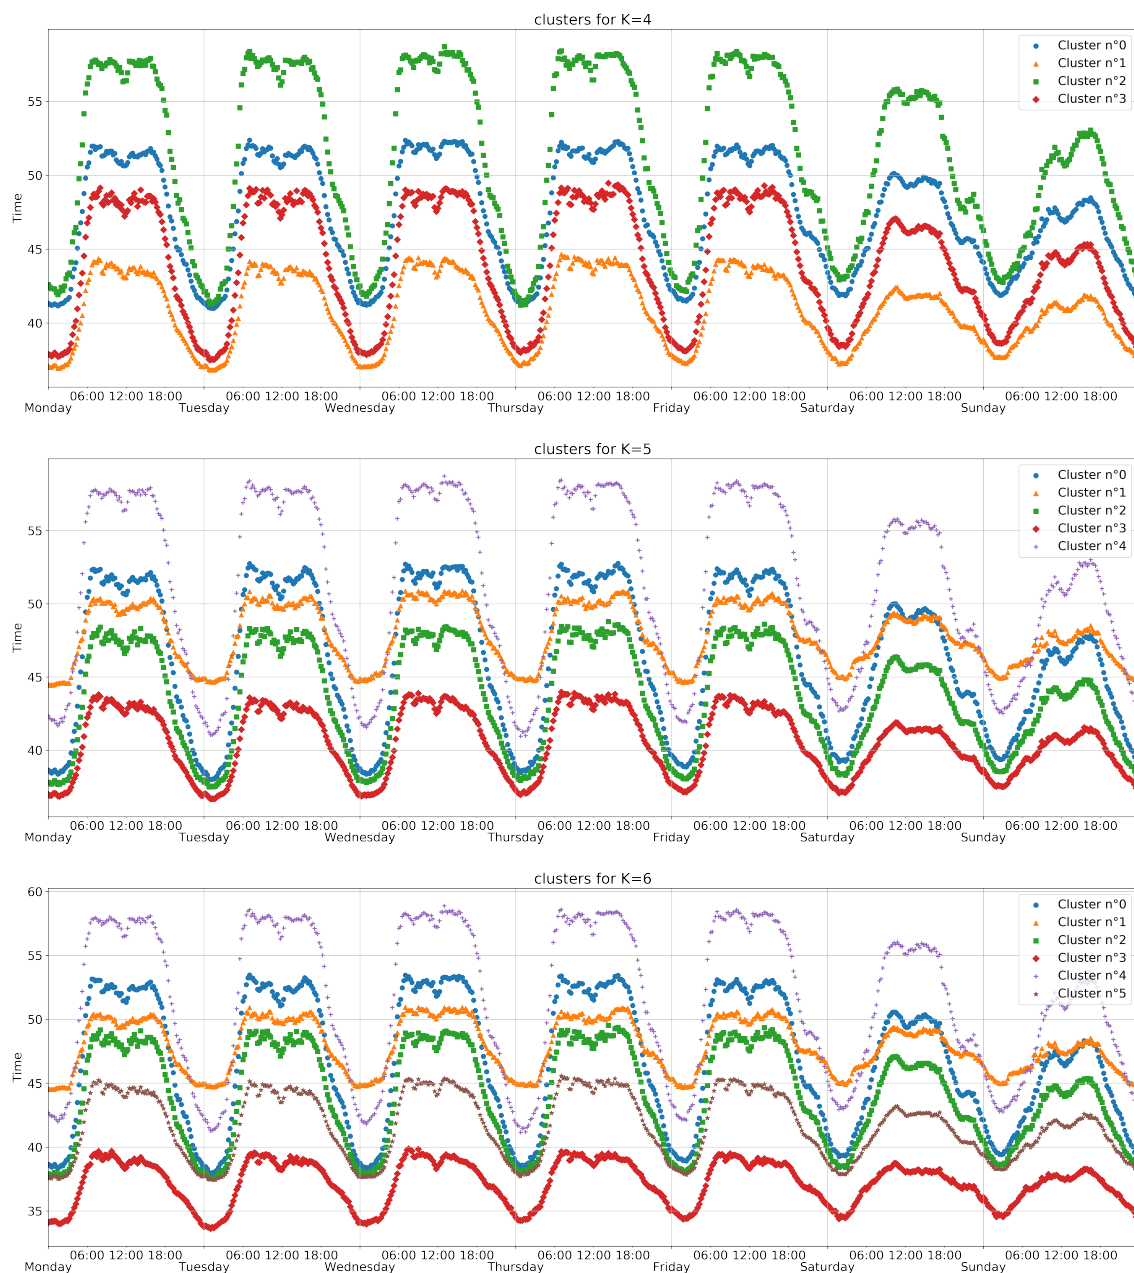 clusters for K=4
Cluster n°0
Cluster n°1
Cluster n°2
Cluster n°3
55
50
45
40
Time
06:00 12:00 18:00 06:00 12:00 18:00 06:00 12:00 18:00 06:00 12:00 18:00 06:00 12:00 18:00 06:00 12:00 18:00 06:00 12:00 18:00
Monday Tuesday Wednesday Thursday Friday Saturday Sunday
clusters for K=5
Cluster n°0
Cluster n°1
Cluster n°2
Cluster n°3
Cluster n°4
55
50
45
40
Time
06:00 12:00 18:00 06:00 12:00 18:00 06:00 12:00 18:00 06:00 12:00 18:00 06:00 12:00 18:00 06:00 12:00 18:00 06:00 12:00 18:00
Monday Tuesday Wednesday Thursday Friday Saturday Sunday
clusters for K=6
Cluster n°0
Cluster n°1
Cluster n°2
Cluster n°3
Cluster n°4
Cluster n°5
60
55
50
45
40
35
Time
06:00 12:00 18:00 06:00 12:00 18:00 06:00 12:00 18:00 06:00 12:00 18:00 06:00 12:00 18:00 06:00 12:00 18:00 06:00 12:00 18:00
Monday Tuesday Wednesday Thursday Friday Saturday Sunday